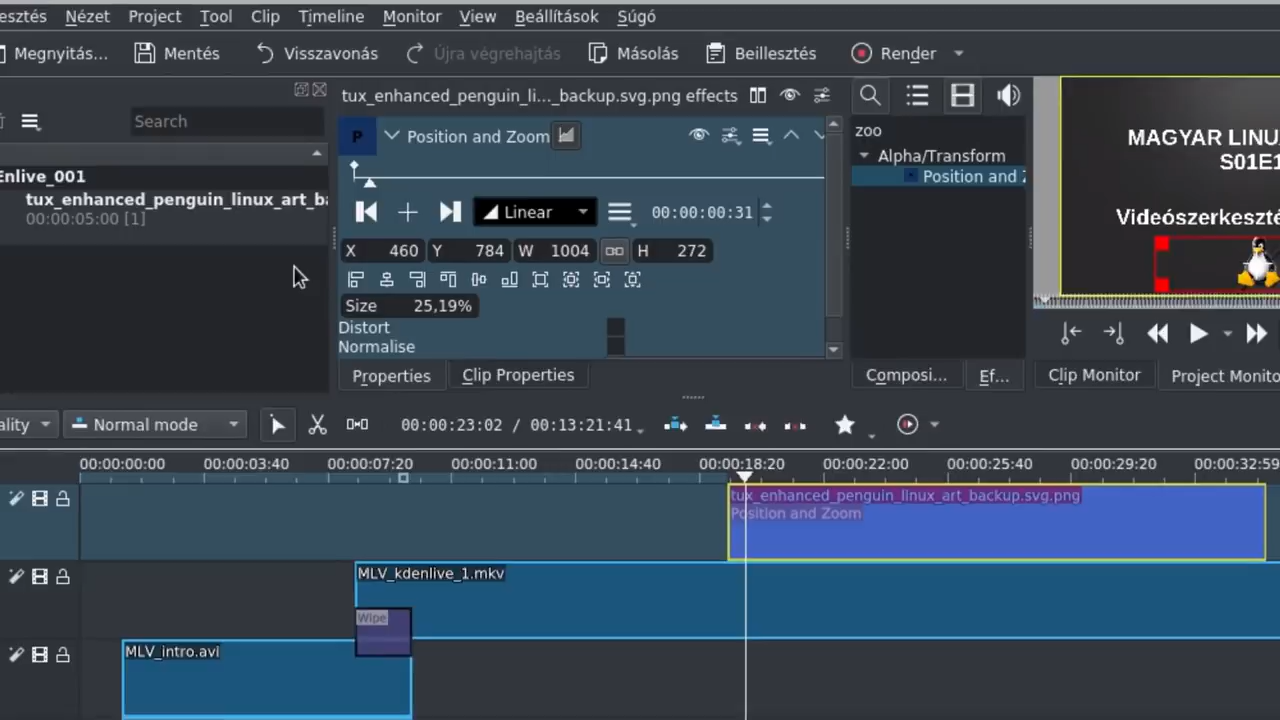 esztés Nézet Project Tool Clip Timeline Monitor View Beállítások Súgó
Megnyitás... Mentés Visszavonás Újra végrehajtás Másolás Beillesztés Render
Search
Enlive_001
tux_enhanced_penguin_linux_art_ba
00:00:05:00 [1]
tux_enhanced_penguin_li..._backup.svg.png effects
P Position and Zoom
Linear 00:00:00:31
X 460 Y 784 W 1004 H 272
Size 25,19%
Distort
Normalise
Properties Clip Properties
zoo
Alpha/Transform
Position and Z
Composi... Ef...
MAGYAR LINU
S01E1
Videószerkeszté
Clip Monitor Project Monito
ality Normal mode 00:00:23:02 / 00:13:21:41
00:00:00:00 00:00:03:40 00:00:07:20 00:00:11:00 00:00:14:40 00:00:18:20 00:00:22:00 00:00:25:40 00:00:29:20 00:00:32:59
tux_enhanced_penguin_linux_art_backup.svg.png
Position and Zoom
MLV_kdenlive_1.mkv
Wipe
MLV_intro.avi